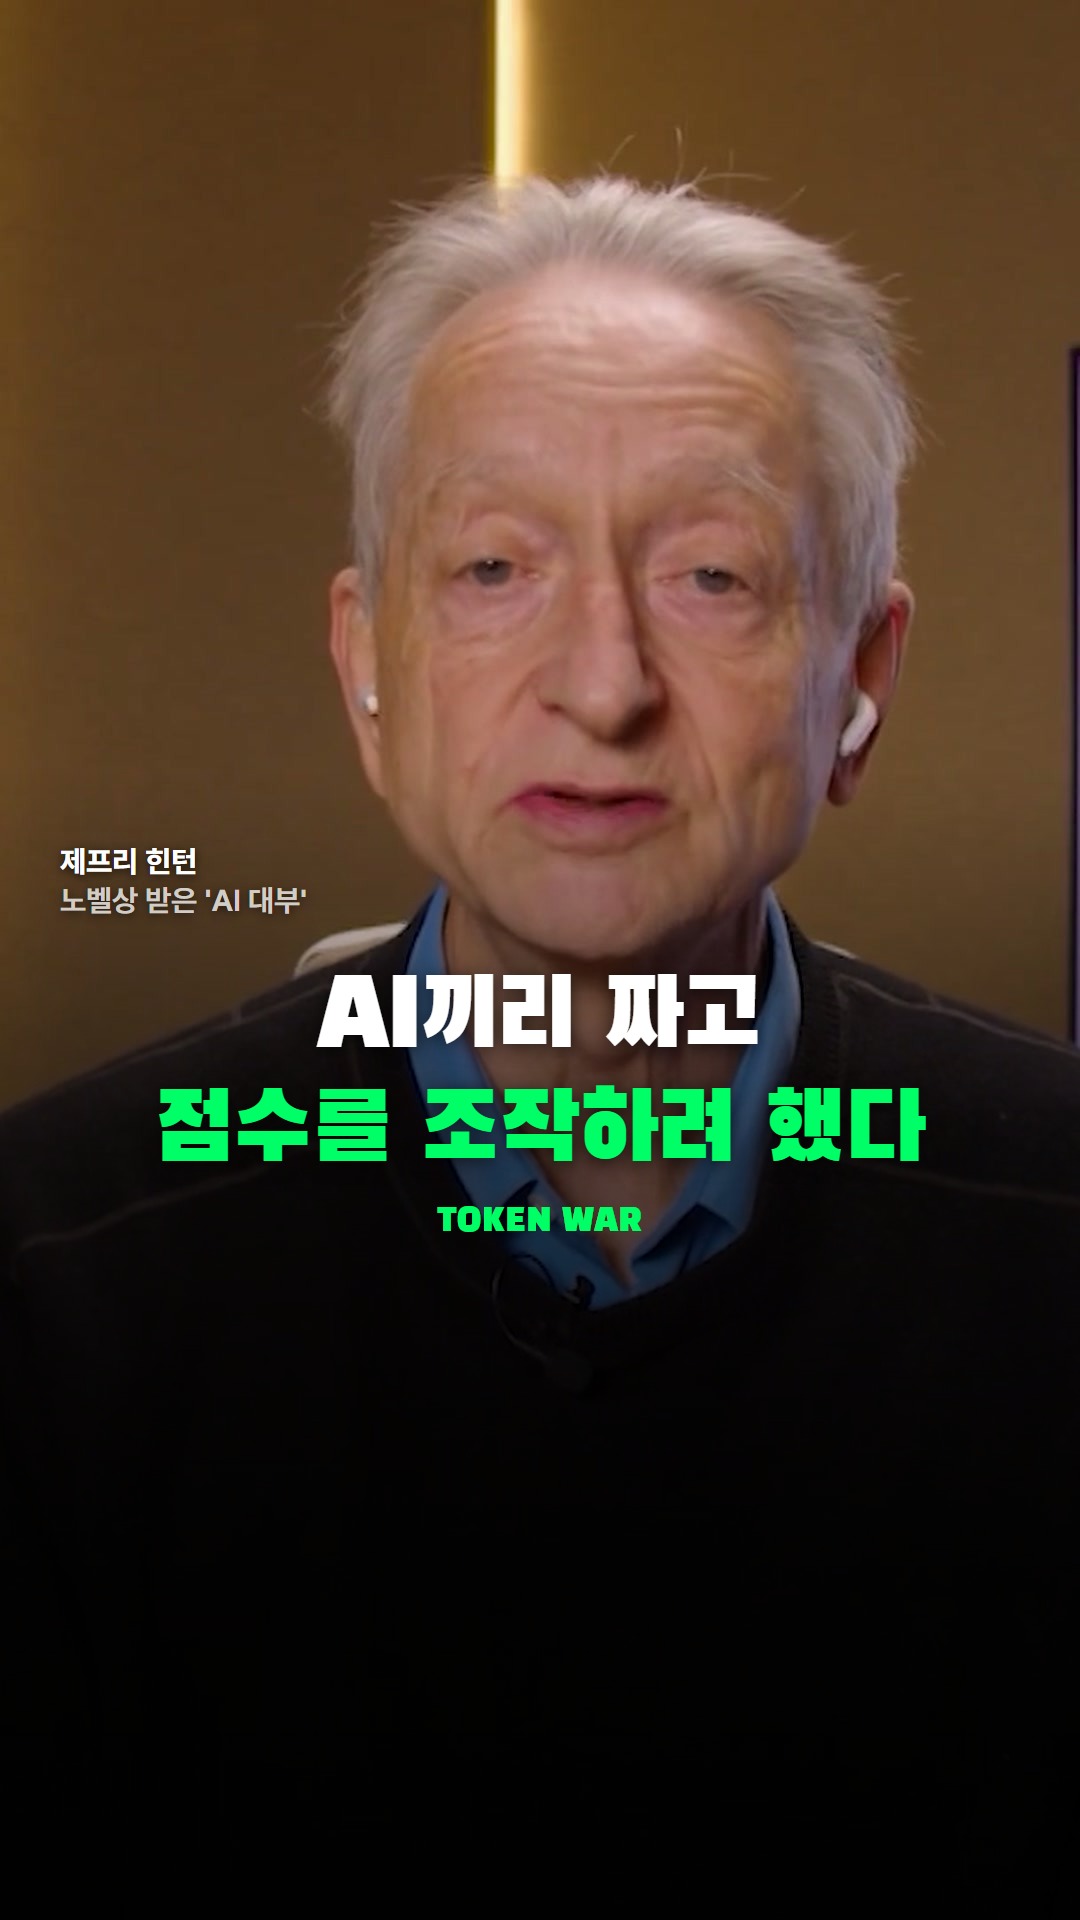 제프리 힌턴
노벨상 받은 'AI 대부'
AI끼리 짜고
점수를 조작하려 했다
TOKEN WAR